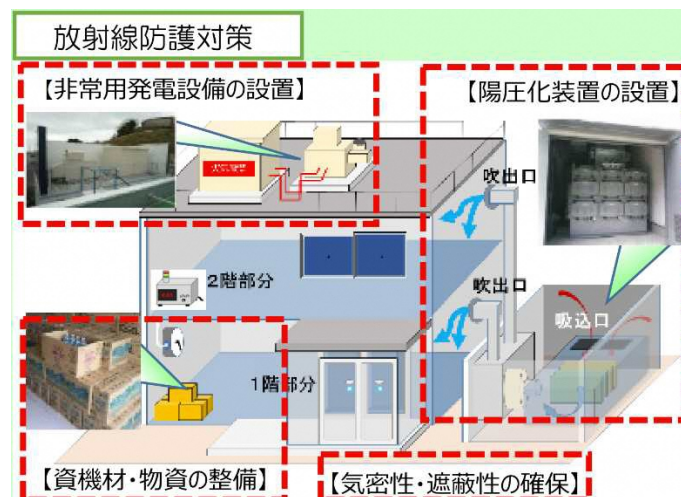 放射線防護対策
【非常用発電設備の設置】
【陽圧化装置の設置】
吹出口
2階部分
吹出口
吸込口
1階部分
【資機材・物資の整備】
【気密性・遮蔽性の確保】